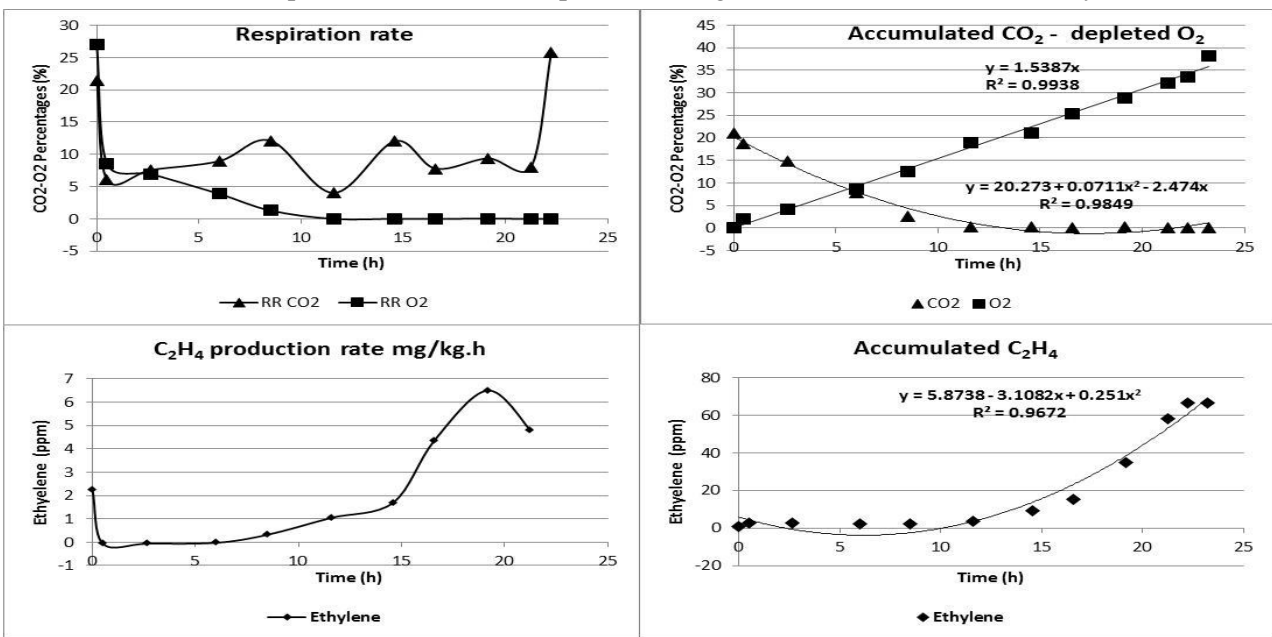 Respiration rate
CO2-O2 Percentages (%)
30
25
20
15
10
5
0
-5
0 5 10 15 20 25
Time (h)
RR CO2 RR O2
Accumulated CO₂ - depleted O₂
CO2-O2 Percentages (%)
45
40
35
30
25
20
15
10
5
0
-5
y = 1.5387x
R² = 0.9938
y = 20.273 + 0.0711x² - 2.474x
R² = 0.9849
0 5 10 15 20 25
Time (h)
CO2 O2
C₂H₄ production rate mg/kg.h
Ethyelene (ppm)
7
6
5
4
3
2
1
0
-1
0 5 10 15 20 25
Time (h)
Ethylene
Accumulated C₂H₄
Ethyelene (ppm)
80
60
40
20
0
-20
y = 5.8738 - 3.1082x + 0.251x²
R² = 0.9672
0 5 10 15 20 25
Time (h)
Ethylene